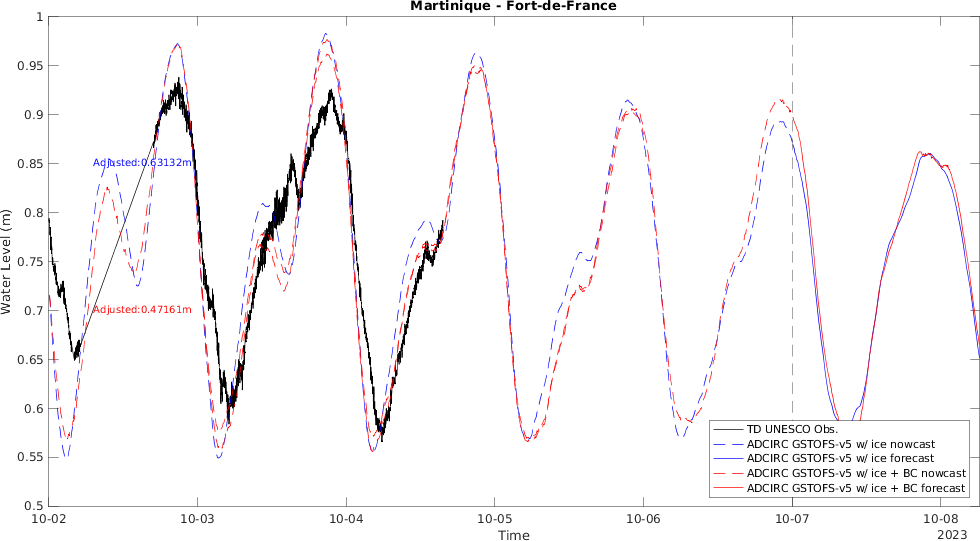 Martinique - Fort-de-France
Water Level (m)
1
0.95
0.9
0.85
0.8
0.75
0.7
0.65
0.6
0.55
0.5
Adjusted:0.63132m
Adjusted:0.47161m
TD UNESCO Obs.
ADCIRC GSTOFS-v5 w/ ice nowcast
ADCIRC GSTOFS-v5 w/ ice forecast
ADCIRC GSTOFS-v5 w/ ice + BC nowcast
ADCIRC GSTOFS-v5 w/ ice + BC forecast
10-02 10-03 10-04 10-05 10-06 10-07 10-08
2023
Time